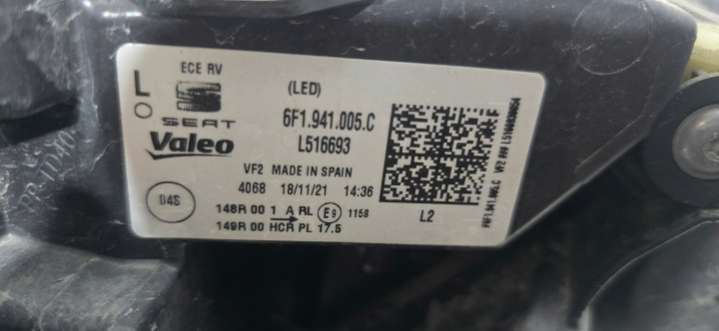 ECE RV
L
(LED)
SEAT
6F1.941.005.C
Valeo
L516693
VF2 MADE IN SPAIN
4068 18/11/21 14:36
04S
148R 00 1 A RL E9 1158
149R 00 HCR PL 17.5
L2